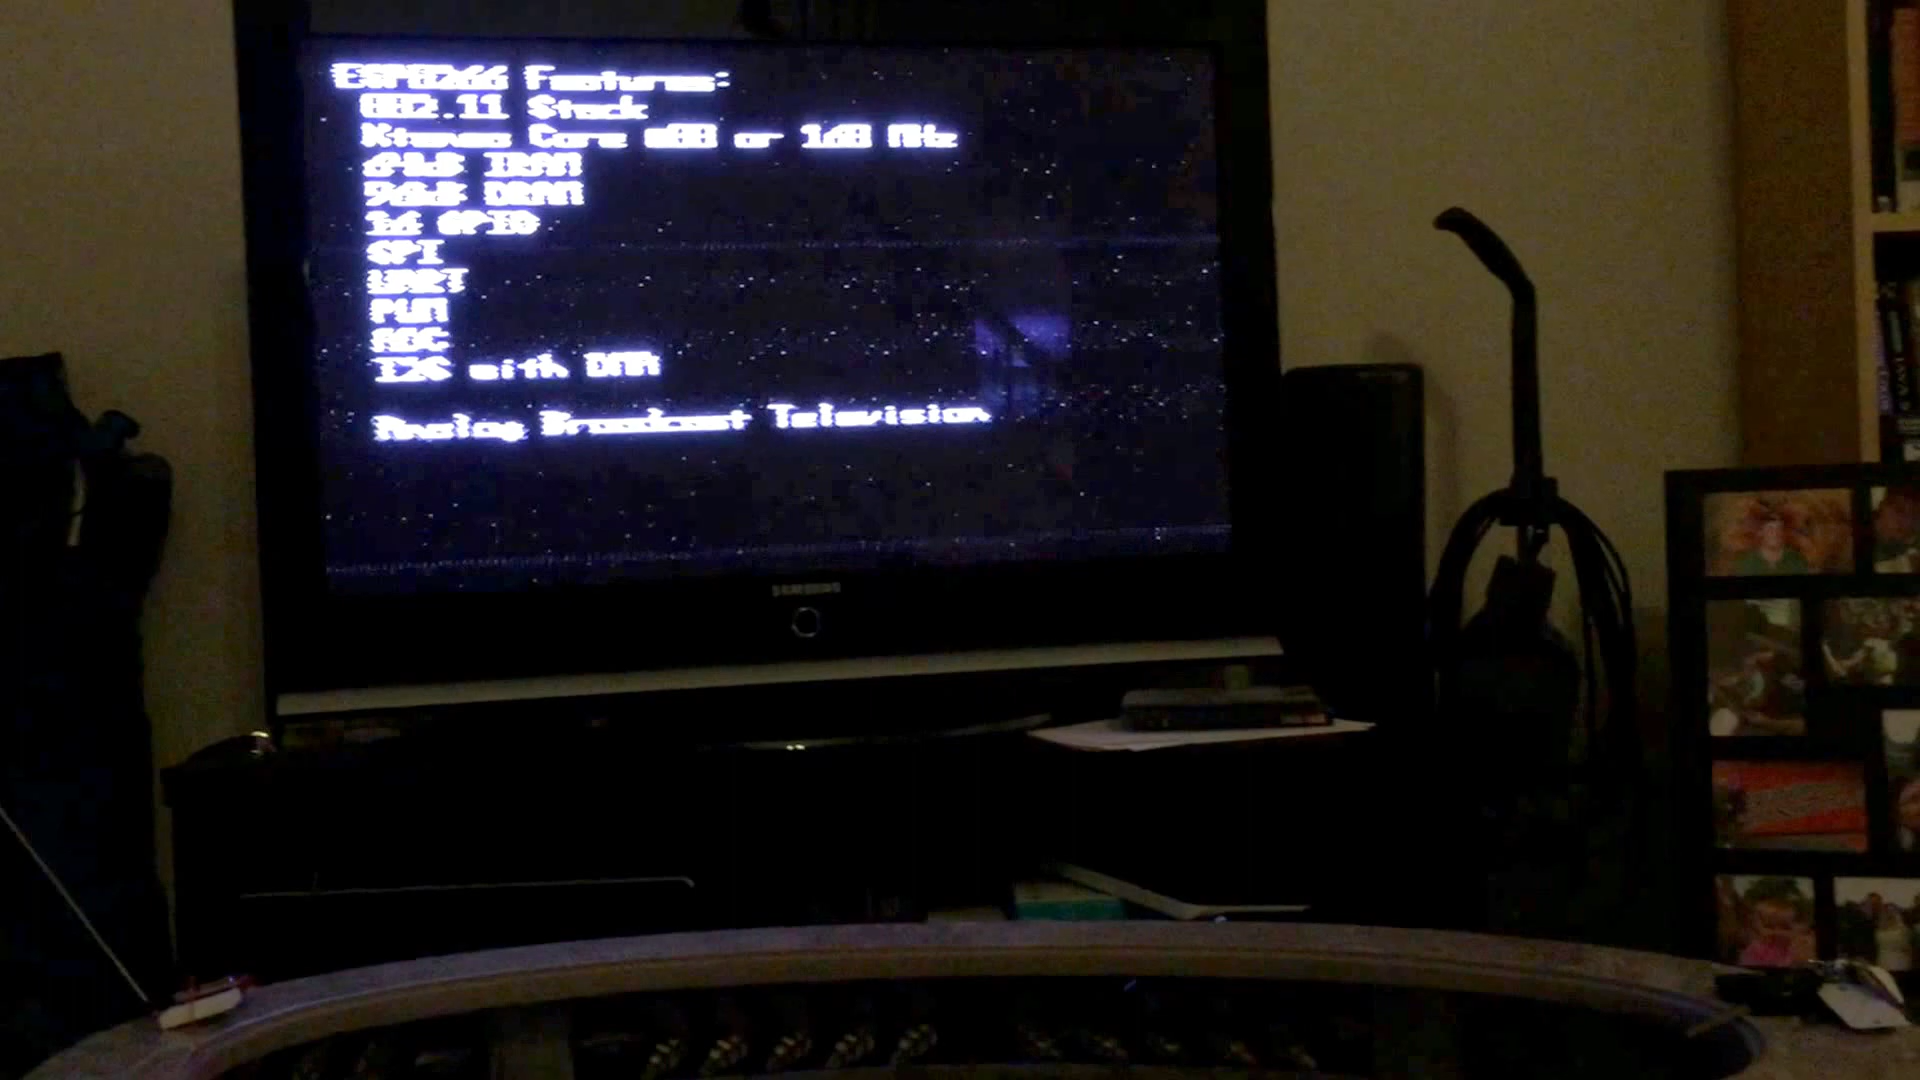 ESP8266 Features:
802.11 Stack
Xtensa Core @80 or 160 MHz
64kB IRAM
96kB DRAM
16 GPIO
SPI
UART
PWM
ADC
I2S with DMA
Analog Broadcast Television
SAMSUNG